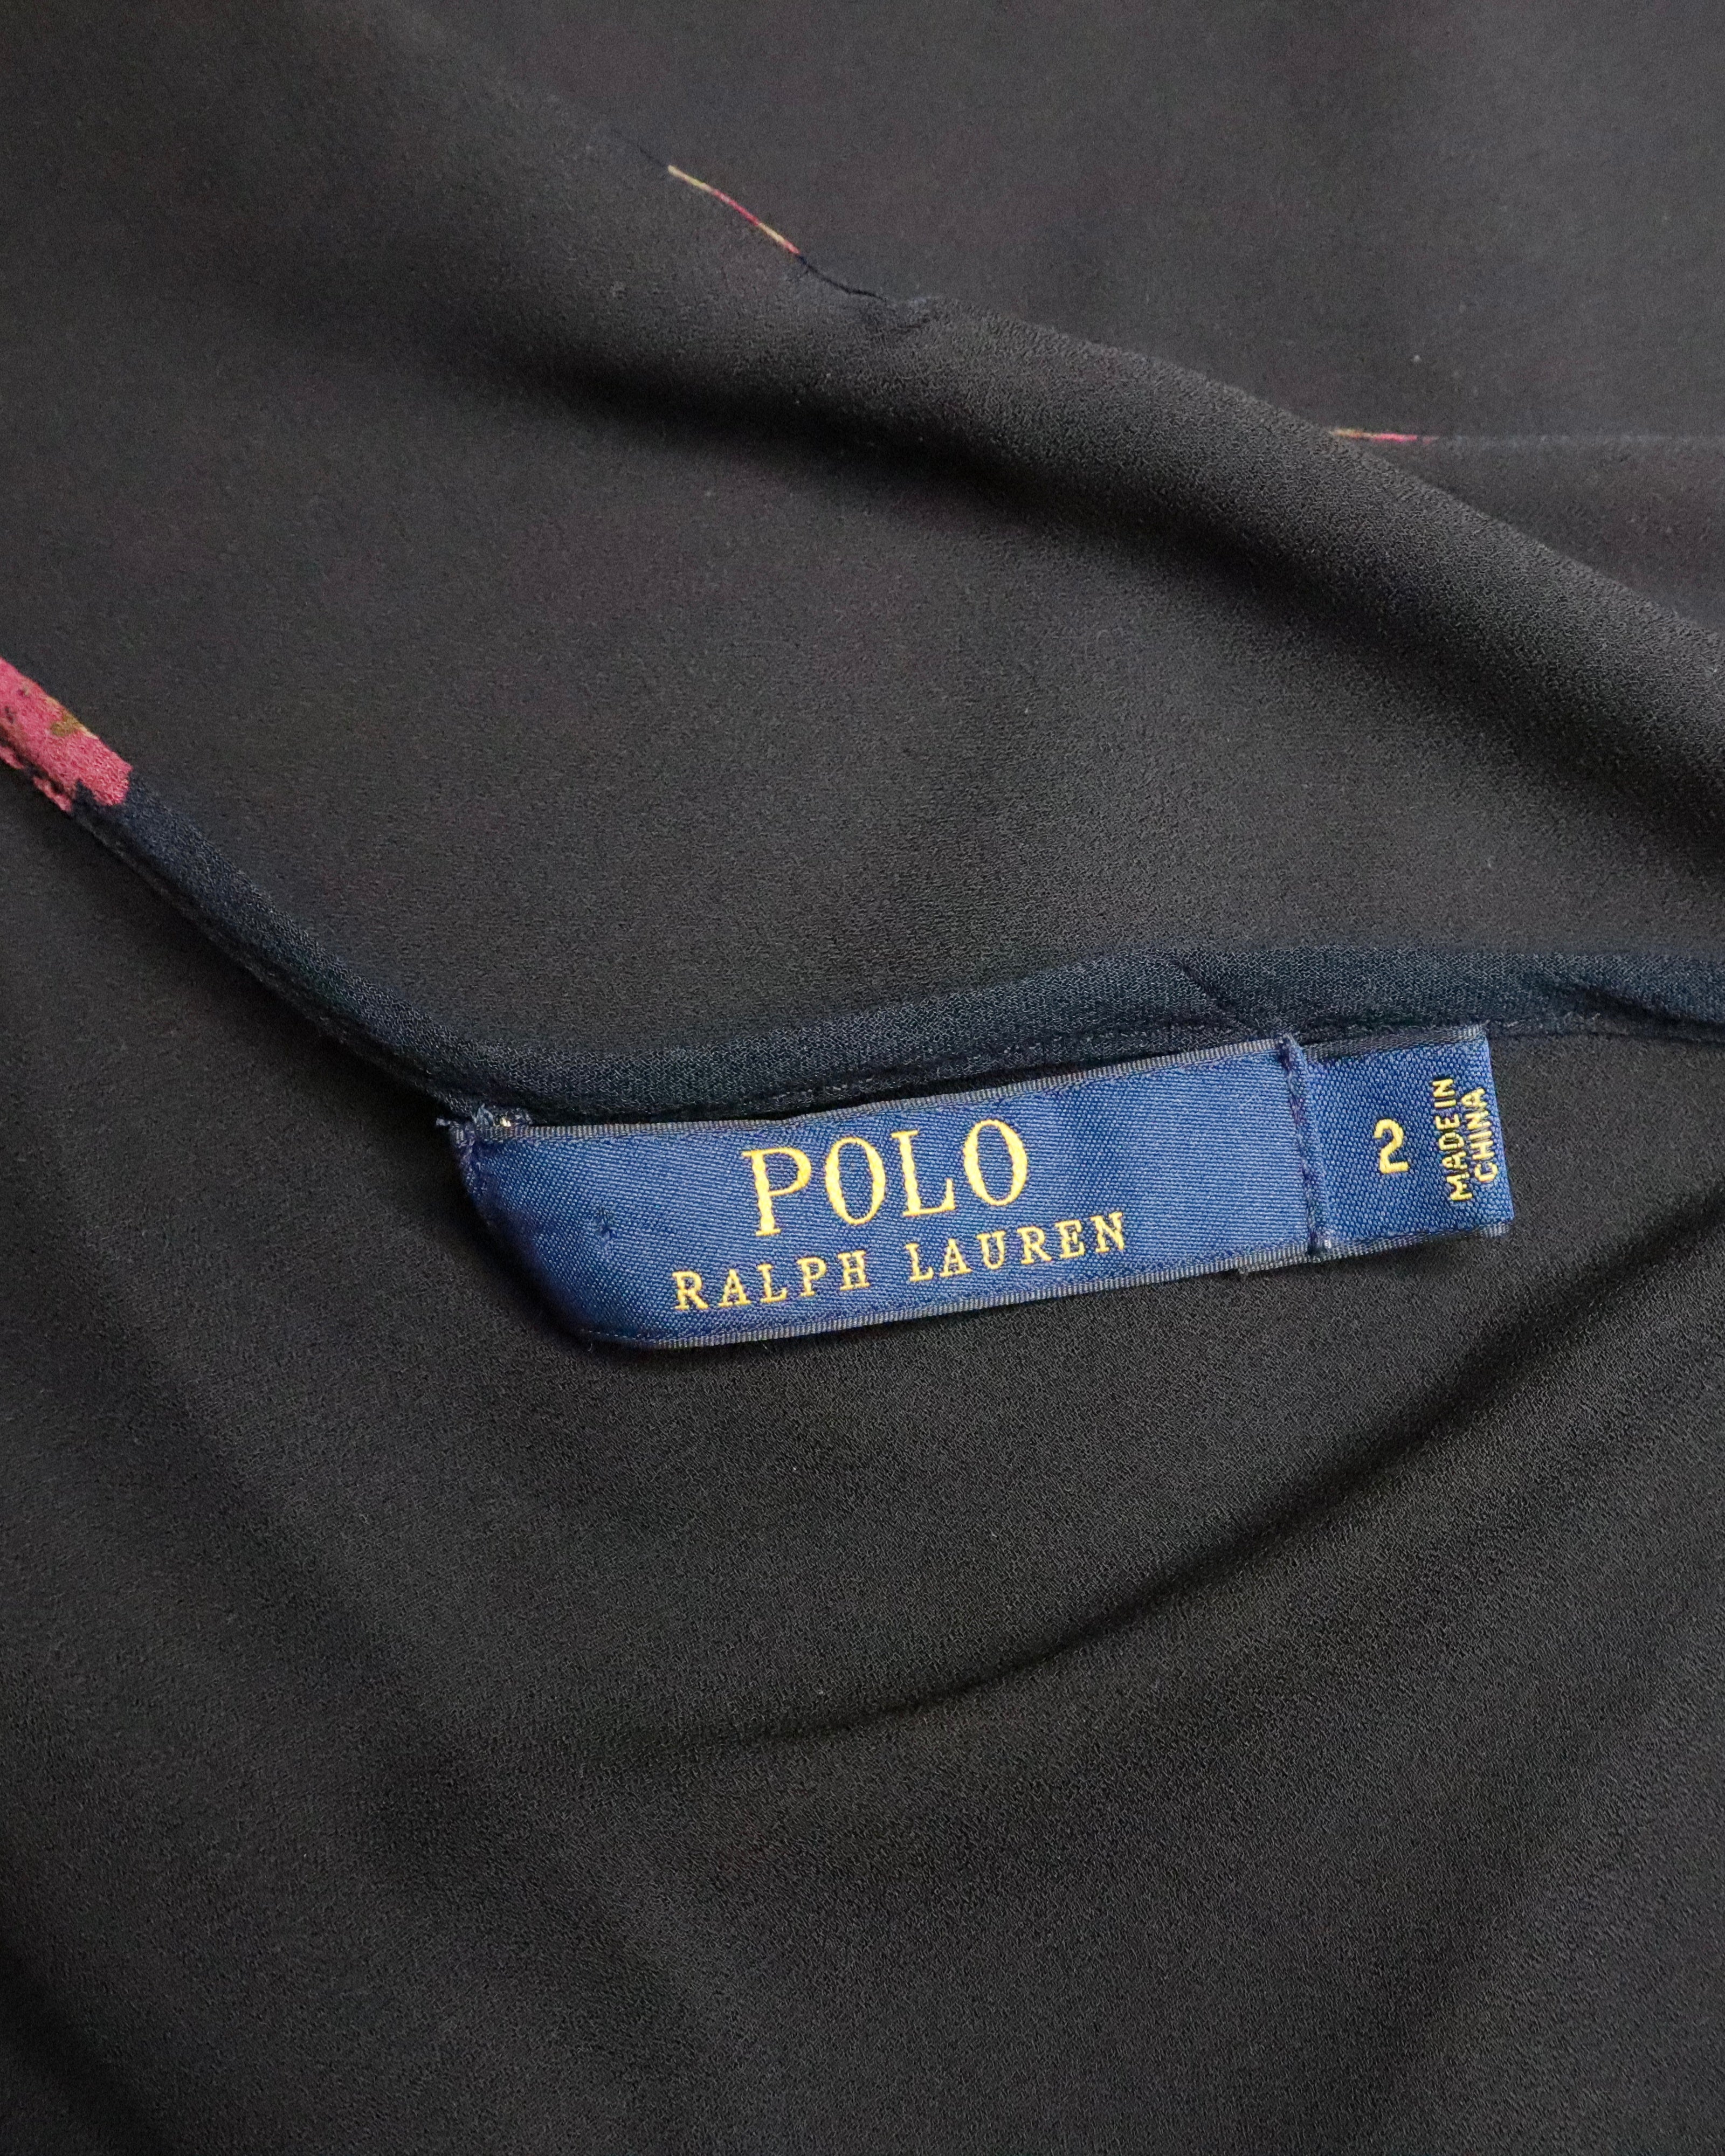 POLO
RALPH LAUREN
2
MADE IN
CHINA